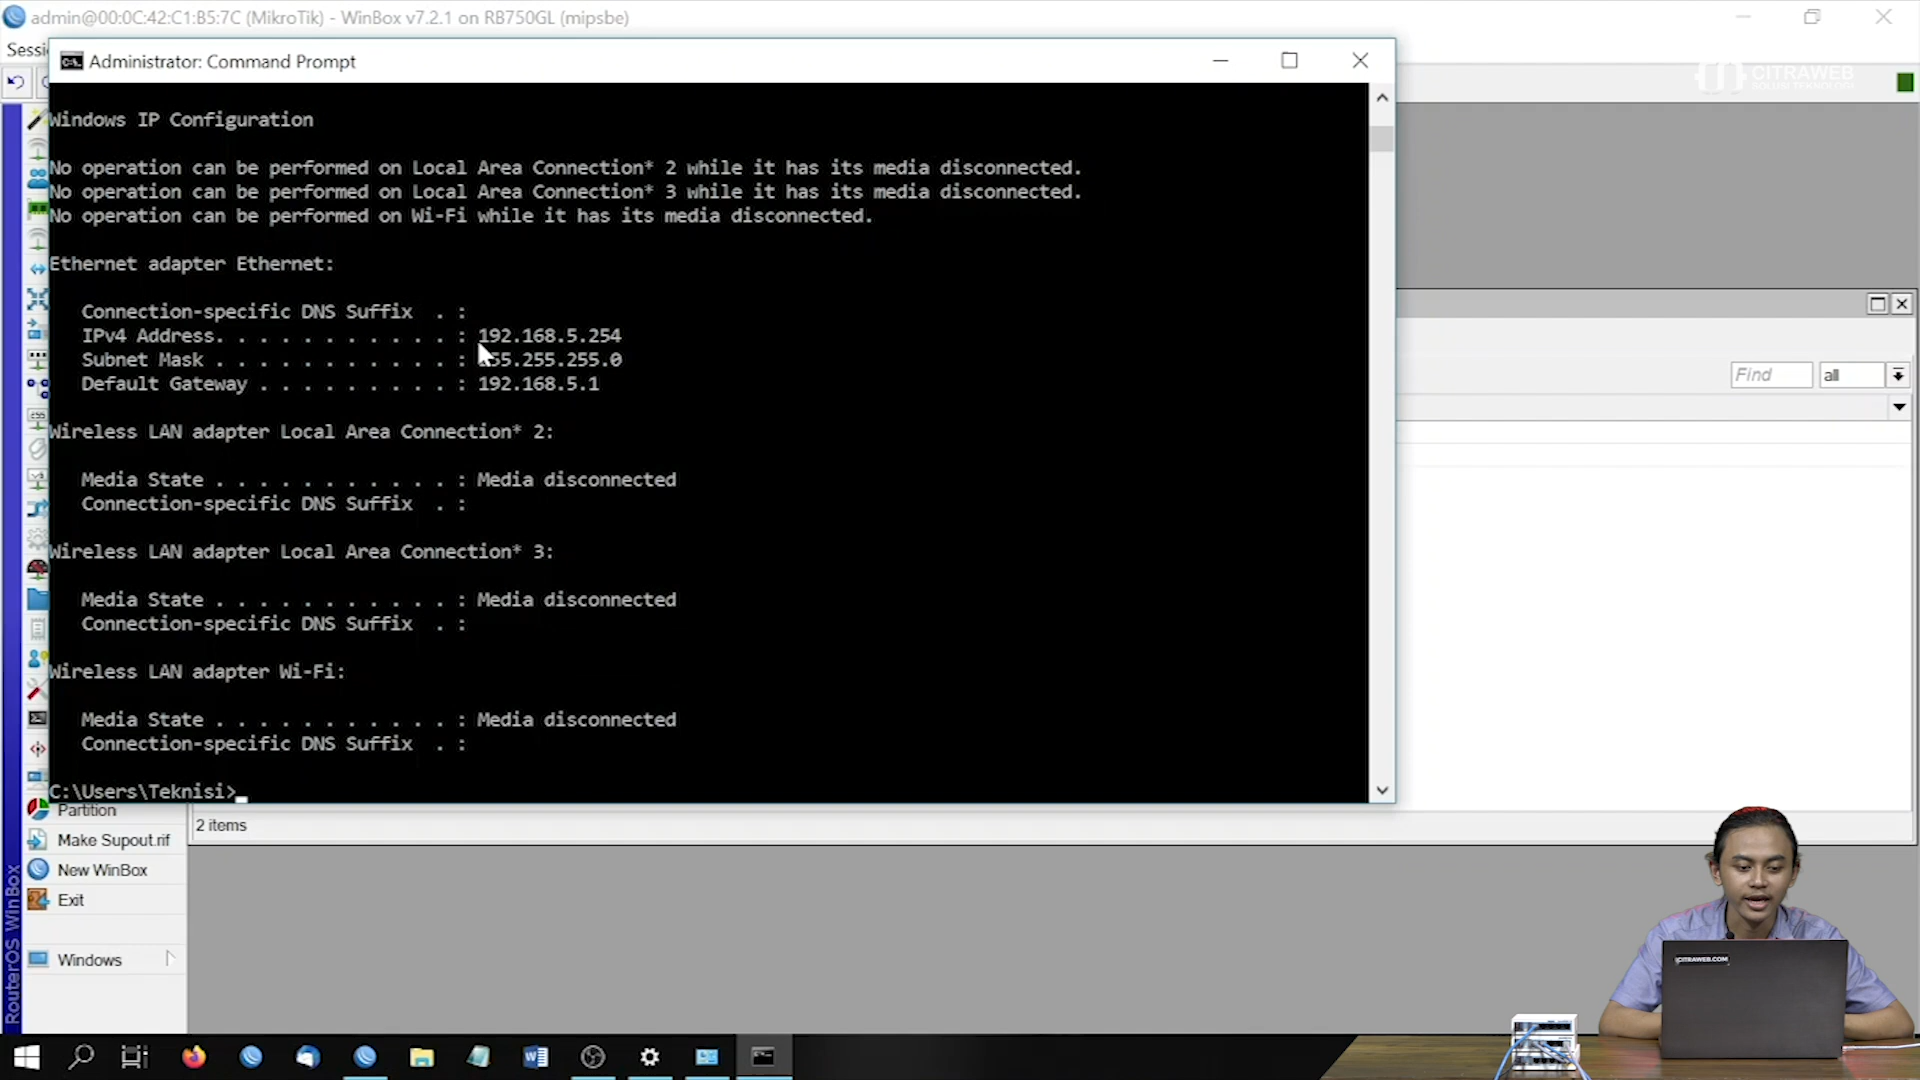 admin@00:0C:42:C1:B5:7C (MikroTik) - WinBox v7.2.1 on RB750GL (mipsbe)
Sessi
Administrator: Command Prompt
CITRAWEB
SOLUSI TEKNOLOGI
Windows IP Configuration
No operation can be performed on Local Area Connection* 2 while it has its media disconnected.
No operation can be performed on Local Area Connection* 3 while it has its media disconnected.
No operation can be performed on Wi-Fi while it has its media disconnected.
Ethernet adapter Ethernet:
Connection-specific DNS Suffix . :
IPv4 Address. . . . . . . . . . . : 192.168.5.254
Subnet Mask . . . . . . . . . . . : 255.255.255.0
Default Gateway . . . . . . . . . : 192.168.5.1
Wireless LAN adapter Local Area Connection* 2:
Media State . . . . . . . . . . . : Media disconnected
Connection-specific DNS Suffix . :
Wireless LAN adapter Local Area Connection* 3:
Media State . . . . . . . . . . . : Media disconnected
Connection-specific DNS Suffix . :
Wireless LAN adapter Wi-Fi:
Media State . . . . . . . . . . . : Media disconnected
Connection-specific DNS Suffix . :
C:\Users\Teknisi>
Find
all
Partition
2 items
Make Supout.rif
New WinBox
Exit
Windows
RouterOS WinBox
CITRAWEB.COM